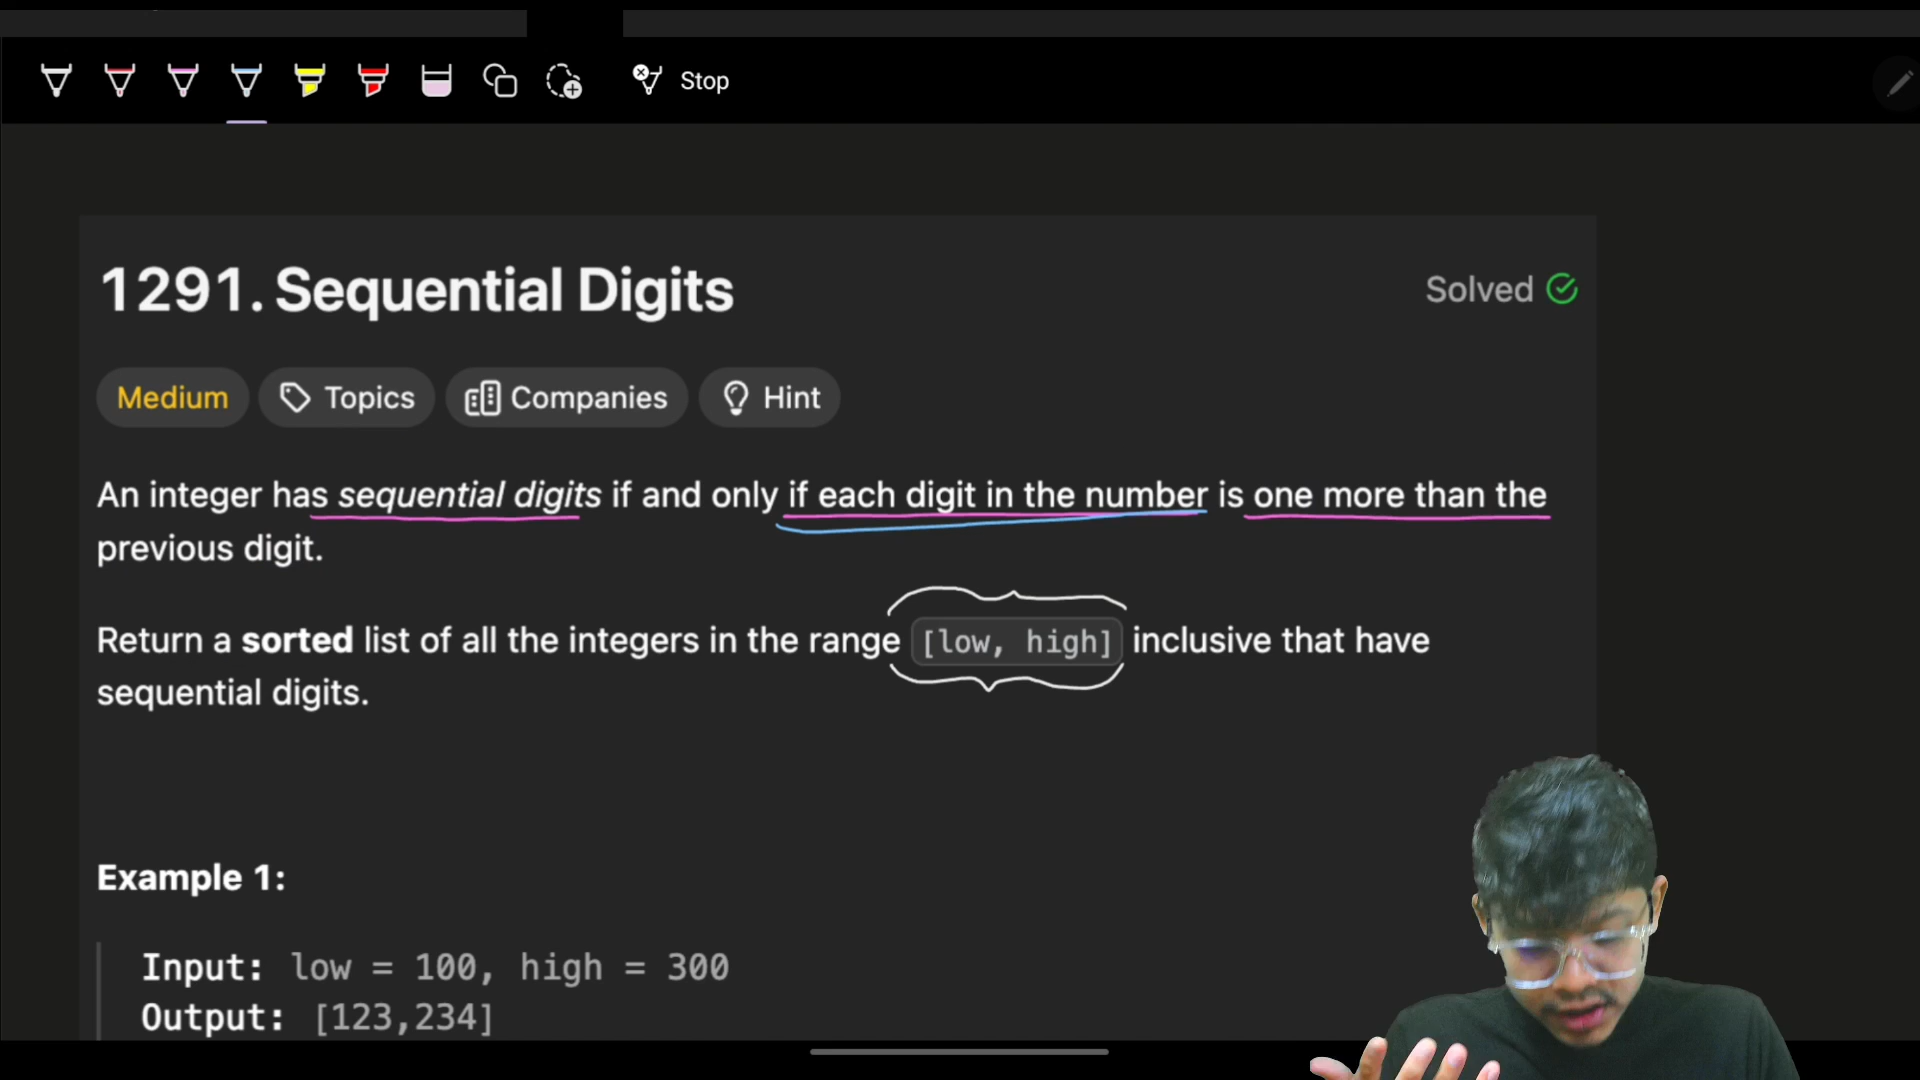 Stop
1291. Sequential Digits
Solved
Medium
Topics
Companies
Hint
An integer has sequential digits if and only if each digit in the number is one more than the
previous digit.
Return a sorted list of all the integers in the range [low, high] inclusive that have
sequential digits.
Example 1:
Input: low = 100, high = 300
Output: [123,234]